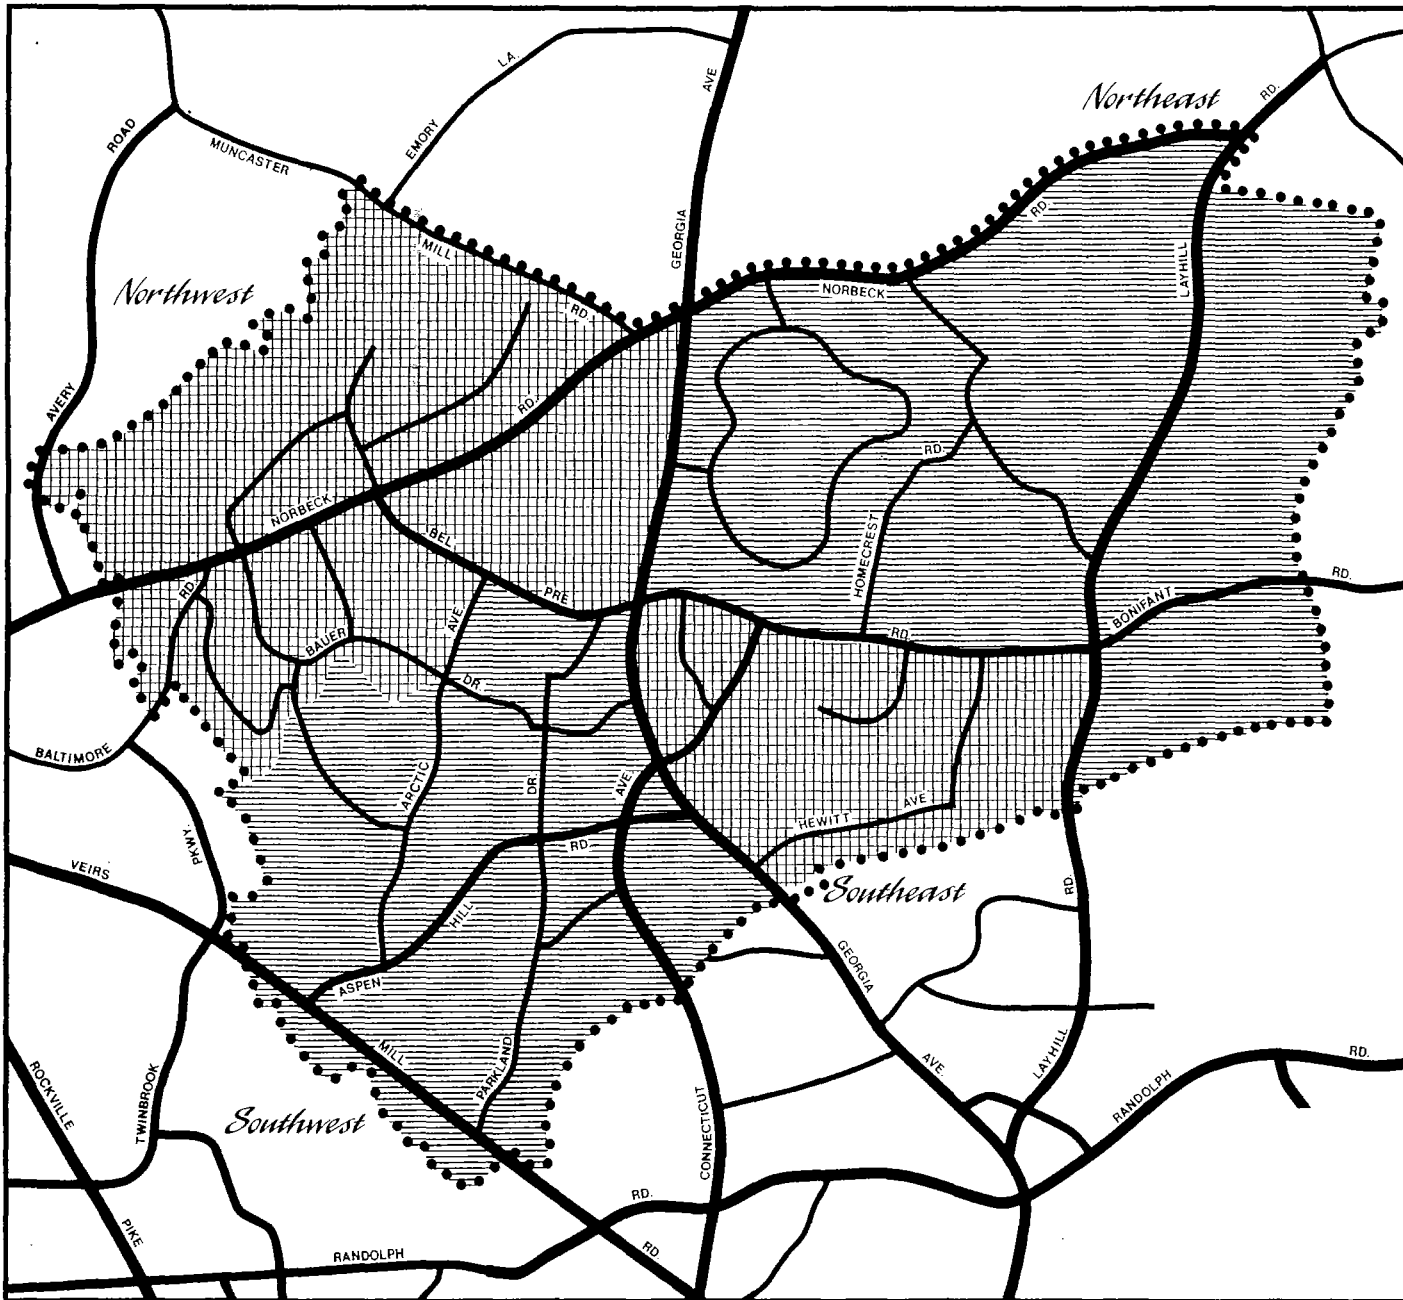 LA.
AVE
Northeast
RD.
ROAD
EMORY
MUNCASTER
RD.
GEORGIA
MILL
LAYHILL
Northwest
NORBECK
RD.
AVERY
RD.
RD.
NORBECK
BEL
HOMECREST
RD.
RD.
PRE
BONIFANT
AVE.
BAUER
RD.
DR.
BALTIMORE
ARCTIC
DR.
AVE.
AVE
HEWITT
PKWY.
RD.
VEIRS
Southeast
RD.
HILL
GEORGIA
ASPEN
MILL
PARKLAND
AVE.
LAYHILL
RD.
ROCKVILLE
TWINBROOK
RANDOLPH
Southwest
CONNECTICUT
RD.
PIKE
RANDOLPH
RD.